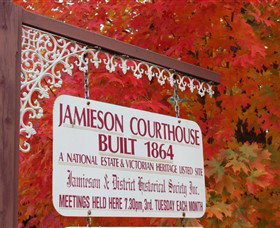 JAMIESON COURTHOUSE
BUILT 1864
A NATIONAL ESTATE & VICTORIAN HERITAGE LISTED SITE
Jamieson & District Historical Society Inc.
MEETINGS HELD HERE 7.30pm, 3rd. TUESDAY EACH MONTH